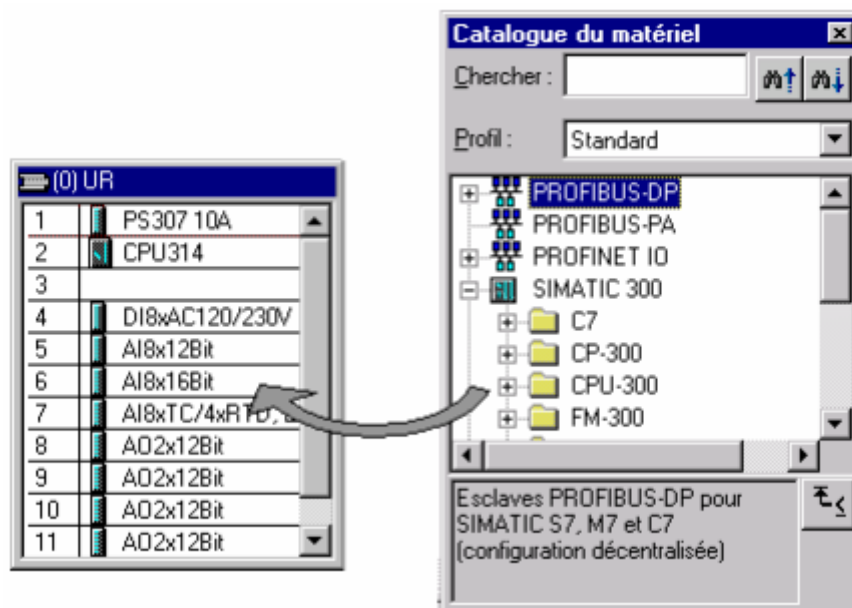 (0) UR
1 PS307 10A
2 CPU314
3
4 DI8xAC120/230V
5 AI8x12Bit
6 AI8x16Bit
7 AI8xTC/4xRTD,
8 AO2x12Bit
9 AO2x12Bit
10 AO2x12Bit
11 AO2x12Bit
Catalogue du matériel
Chercher :
Profil : Standard
PROFIBUS-DP
PROFIBUS-PA
PROFINET IO
SIMATIC 300
C7
CP-300
CPU-300
FM-300
Esclaves PROFIBUS-DP pour
SIMATIC S7, M7 et C7
(configuration décentralisée)